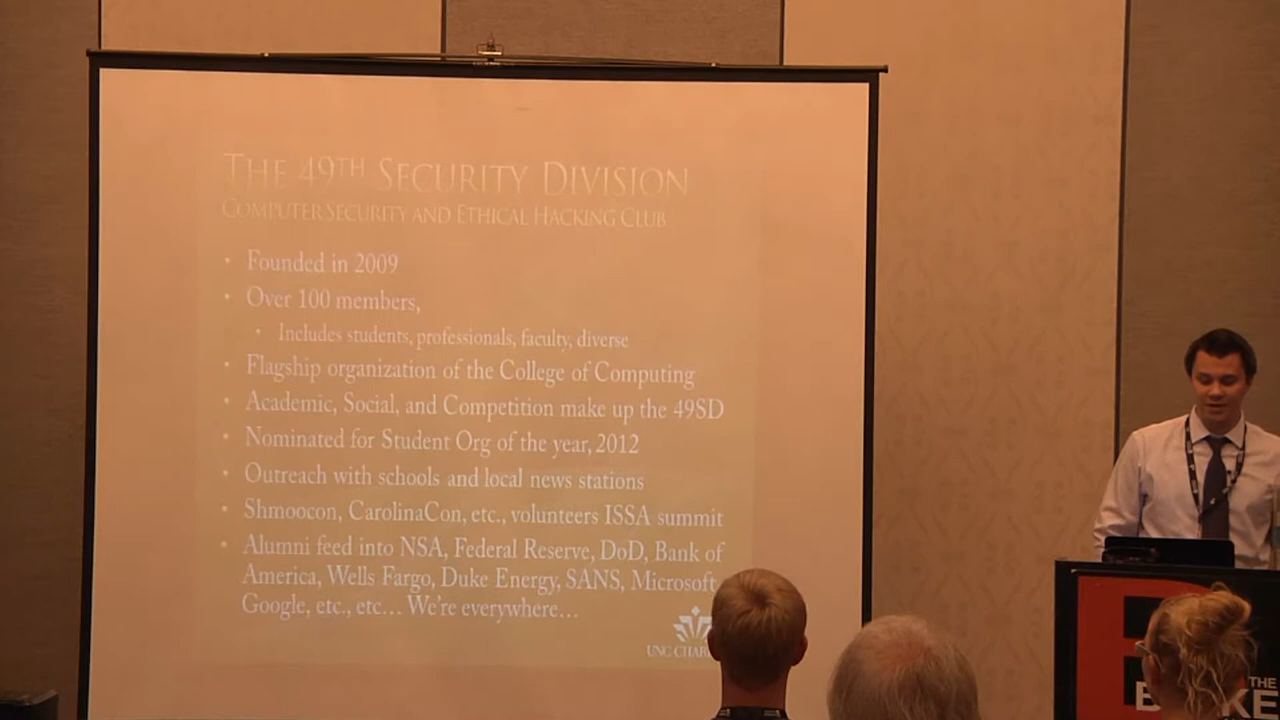 THE 49TH SECURITY DIVISION
COMPUTER SECURITY AND ETHICAL HACKING CLUB
• Founded in 2009
• Over 100 members,
• Includes students, professionals, faculty, diverse
• Flagship organization of the College of Computing
• Academic, Social, and Competition make up the 49SD
• Nominated for Student Org of the year, 2012
• Outreach with schools and local news stations
• Shmoocon, CarolinaCon, etc., volunteers ISSA summit
• Alumni feed into NSA, Federal Reserve, DoD, Bank of
America, Wells Fargo, Duke Energy, SANS, Microsoft
Google, etc., etc... We're everywhere...
UNC CHAR
THE